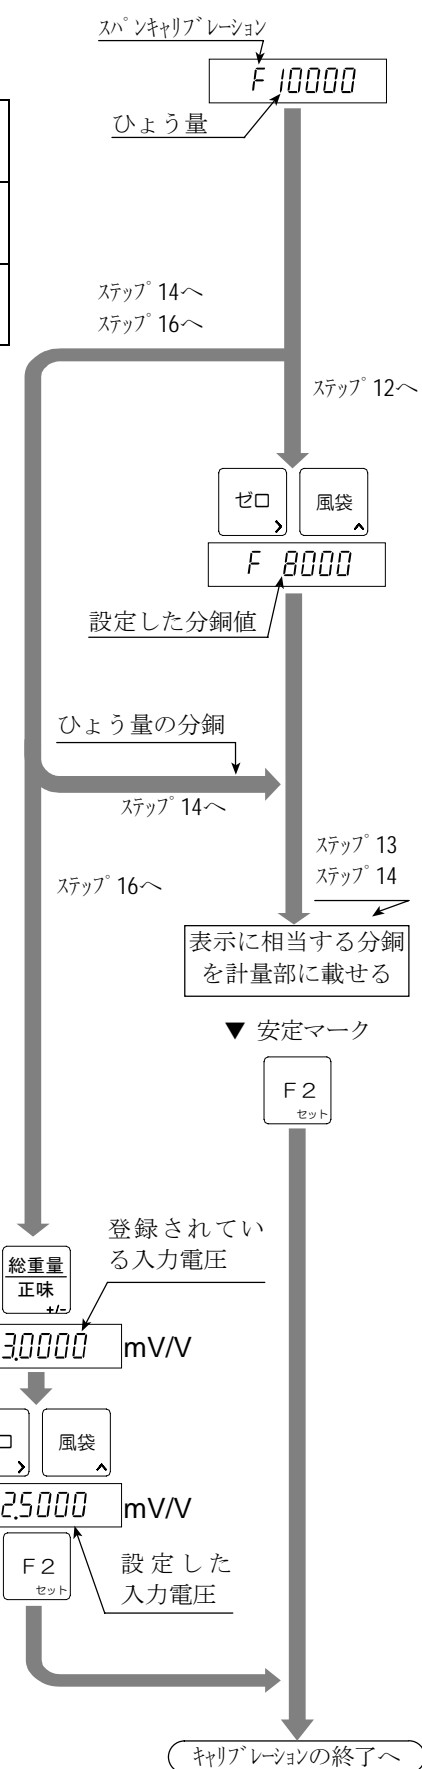 スパンキャリブレーション
F 10000
ひょう量
ステップ 14へ
ステップ 16へ
ステップ 12へ
ゼロ
風袋
F 8000
設定した分銅値
ひょう量の分銅
ステップ 14へ
ステップ 13
ステップ 14
ステップ 16へ
表示に相当する分銅
を計量部に載せる
▼ 安定マーク
F2
セット
登録されてい
る入力電圧
総重量
正味
+/-
3.0000 mV/V
ロ
風袋
2.5000 mV/V
F2
セット
設定した
入力電圧
キャリブレーションの終了へ